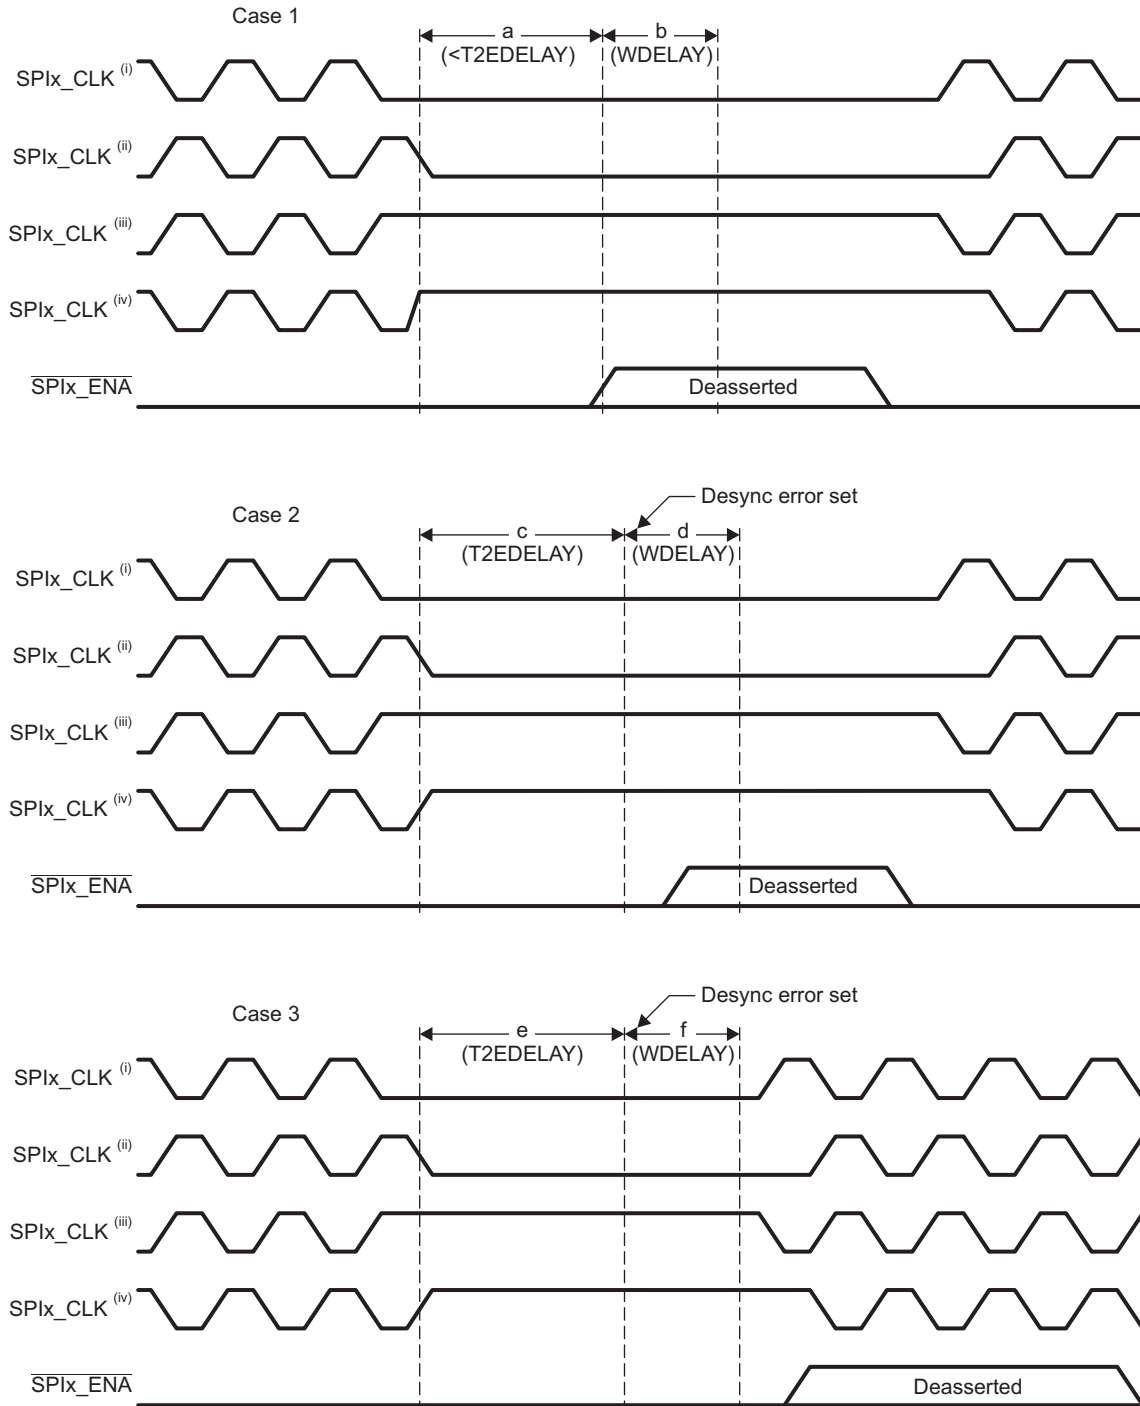 Case 1
a
b
(<T2EDELAY)
(WDELAY)
SPIx_CLK (i)
SPIx_CLK (ii)
SPIx_CLK (iii)
SPIx_CLK (iv)
SPIx_ENA
Deasserted
Desync error set
Case 2
c
d
(T2EDELAY)
(WDELAY)
SPIx_CLK (i)
SPIx_CLK (ii)
SPIx_CLK (iii)
SPIx_CLK (iv)
SPIx_ENA
Deasserted
Desync error set
Case 3
e
f
(T2EDELAY)
(WDELAY)
SPIx_CLK (i)
SPIx_CLK (ii)
SPIx_CLK (iii)
SPIx_CLK (iv)
SPIx_ENA
Deasserted